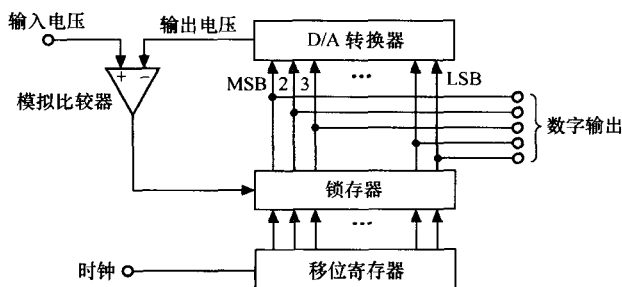 输入电压
输出电压
D/A 转换器
+ −
MSB 2 3 ... LSB
模拟比较器
数字输出
锁存器
...
时钟
移位寄存器